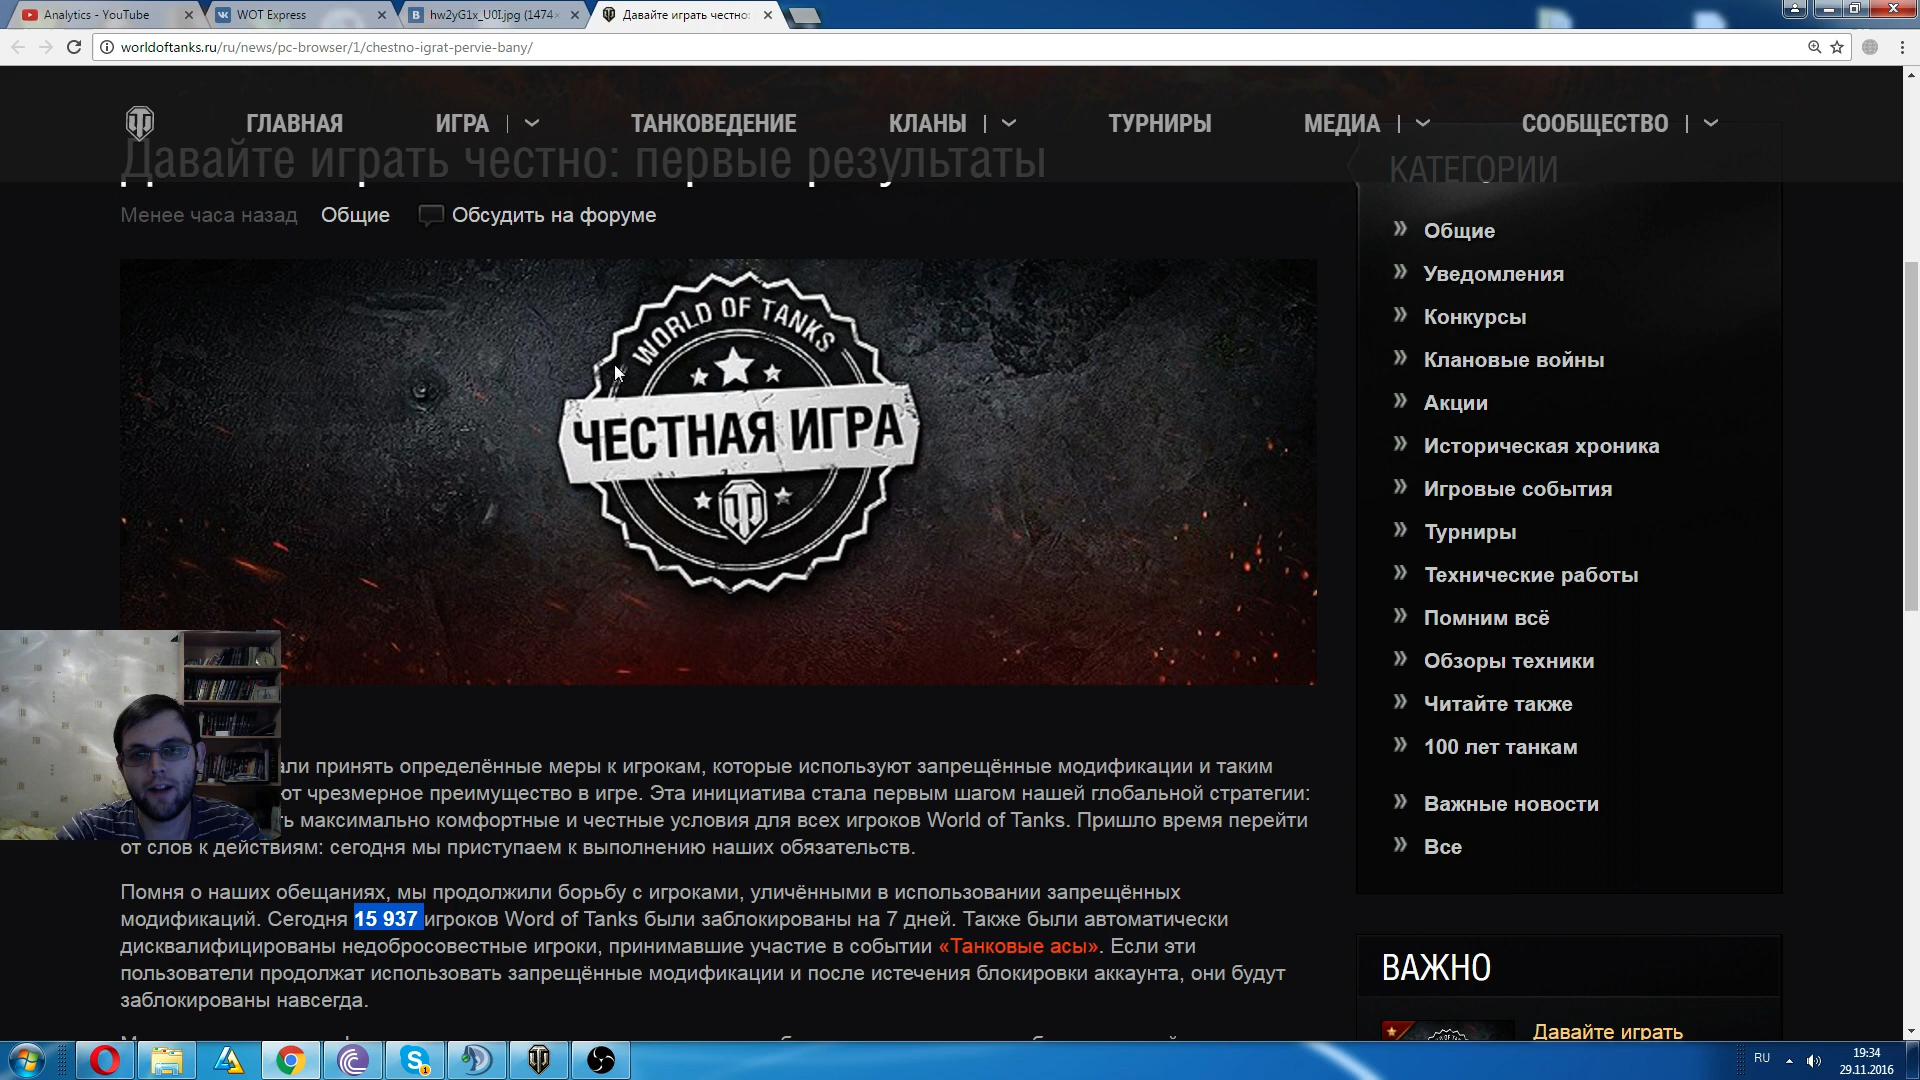 Analytics - YouTube
WOT Express
hw2yG1x_U0I.jpg (1474×
Давайте играть честно:
worldoftanks.ru/ru/news/pc-browser/1/chestno-igrat-pervie-bany/
ГЛАВНАЯ
ИГРА
ТАНКОВЕДЕНИЕ
КЛАНЫ
ТУРНИРЫ
МЕДИА
СООБЩЕСТВО
Давайте играть честно: первые результаты
Менее часа назад
Общие
Обсудить на форуме
WORLD OF TANKS
ЧЕСТНАЯ ИГРА
али принять определённые меры к игрокам, которые используют запрещённые модификации и таким
от чрезмерное преимущество в игре. Эта инициатива стала первым шагом нашей глобальной стратегии:
ь максимально комфортные и честные условия для всех игроков World of Tanks. Пришло время перейти
от слов к действиям: сегодня мы приступаем к выполнению наших обязательств.
Помня о наших обещаниях, мы продолжили борьбу с игроками, уличёнными в использовании запрещённых
модификаций. Сегодня 15 937 игроков Word of Tanks были заблокированы на 7 дней. Также были автоматически
дисквалифицированы недобросовестные игроки, принимавшие участие в событии «Танковые асы». Если эти
пользователи продолжат использовать запрещённые модификации и после истечения блокировки аккаунта, они будут
заблокированы навсегда.
КАТЕГОРИИ
Общие
Уведомления
Конкурсы
Клановые войны
Акции
Историческая хроника
Игровые события
Турниры
Технические работы
Помним всё
Обзоры техники
Читайте также
100 лет танкам
Важные новости
Все
ВАЖНО
Давайте играть
RU
19:34
29.11.2016